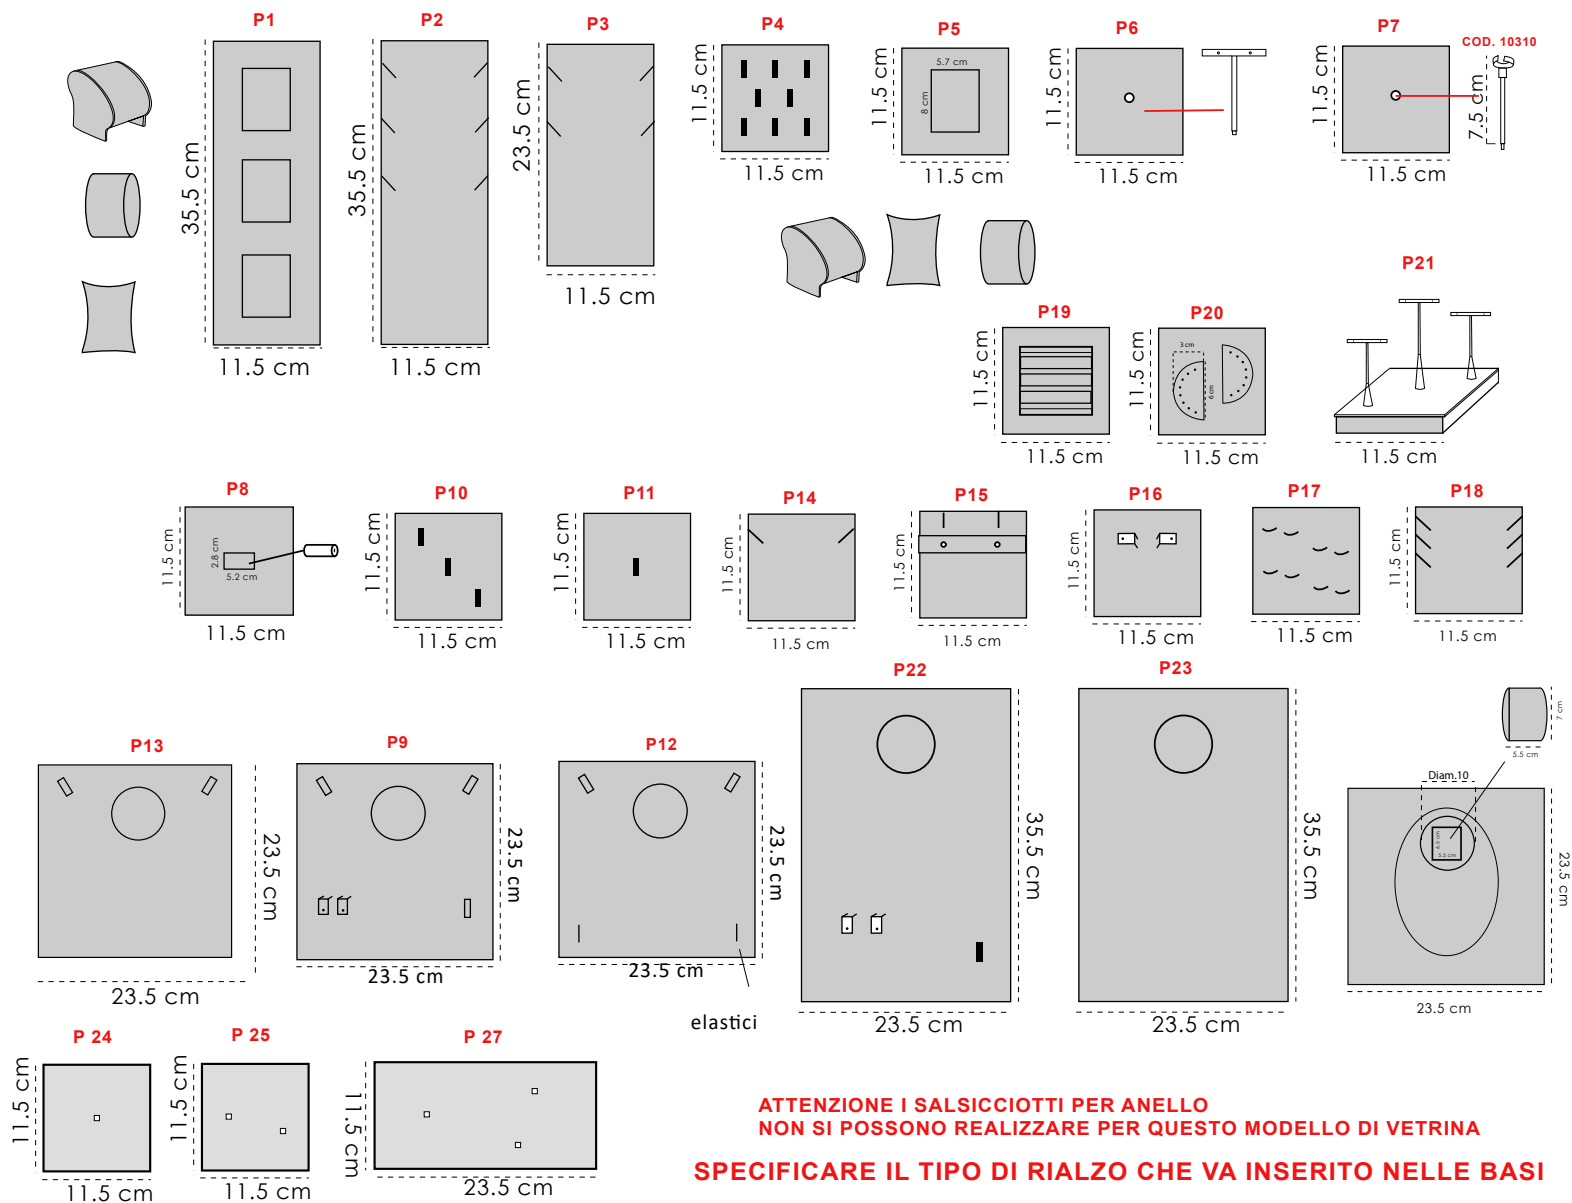 P1
35.5 cm
11.5 cm
P2
35.5 cm
11.5 cm
P3
23.5 cm
11.5 cm
P4
11.5 cm
11.5 cm
P5
5.7 cm
8 cm
11.5 cm
11.5 cm
P6
11.5 cm
11.5 cm
P7
COD. 10310
11.5 cm
7.5 cm
11.5 cm
P19
11.5 cm
11.5 cm
P20
3 cm
6 cm
11.5 cm
11.5 cm
P21
11.5 cm
P8
2.8 cm
5.2 cm
11.5 cm
11.5 cm
P10
11.5 cm
11.5 cm
P11
11.5 cm
11.5 cm
P14
11.5 cm
11.5 cm
P15
11.5 cm
11.5 cm
P16
11.5 cm
11.5 cm
P17
11.5 cm
11.5 cm
P18
11.5 cm
11.5 cm
P13
23.5 cm
23.5 cm
P9
23.5 cm
23.5 cm
P12
23.5 cm
23.5 cm
elastici
P22
35.5 cm
23.5 cm
P23
35.5 cm
23.5 cm
7 cm
5.5 cm
Diam.10
6.5 cm
5.5 cm
23.5 cm
23.5 cm
P 24
11.5 cm
11.5 cm
P 25
11.5 cm
11.5 cm
P 27
11.5 cm
23.5 cm
ATTENZIONE I SALSICCIOTTI PER ANELLO
NON SI POSSONO REALIZZARE PER QUESTO MODELLO DI VETRINA
SPECIFICARE IL TIPO DI RIALZO CHE VA INSERITO NELLE BASI